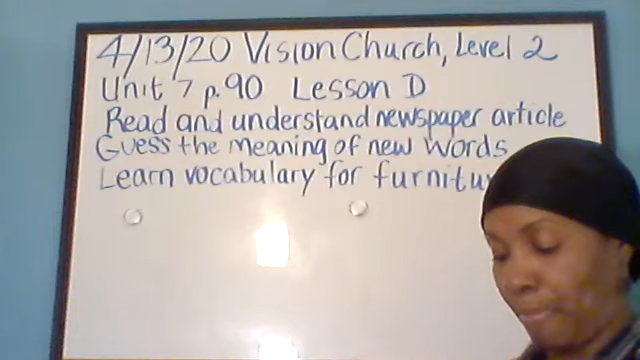 4/13/20 Vision Church, Level 2
Unit 7 p.90 Lesson D
Read and understand newspaper article
Guess the meaning of new words
Learn vocabulary for